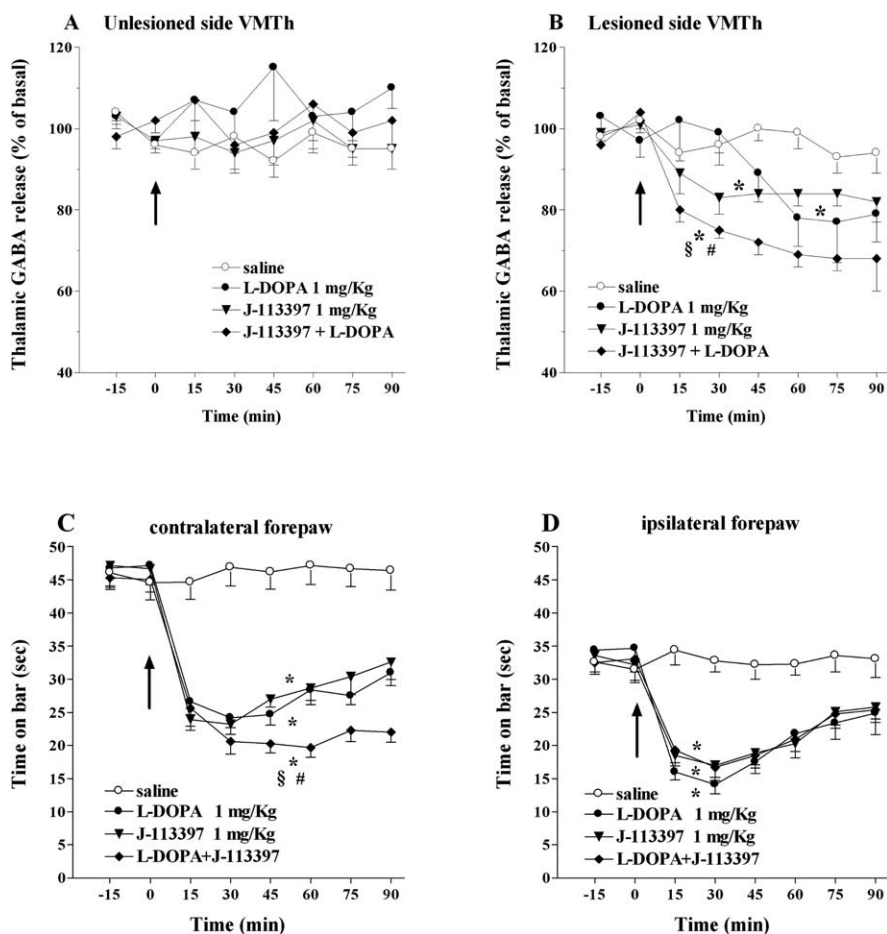 A Unlesioned side VMTh
Thalamic GABA release (% of basal)
120
100
80
60
40
saline
L-DOPA 1 mg/Kg
J-113397 1 mg/Kg
J-113397 + L-DOPA
-15 0 15 30 45 60 75 90
Time (min)
B Lesioned side VMTh
Thalamic GABA release (% of basal)
120
100
80
60
40
*
*
*
§ #
saline
L-DOPA 1 mg/Kg
J-113397 1 mg/Kg
J-113397 + L-DOPA
-15 0 15 30 45 60 75 90
Time (min)
C contralateral forepaw
Time on bar (sec)
50
45
40
35
30
25
20
15
10
5
0
*
*
*
§ #
saline
L-DOPA 1 mg/Kg
J-113397 1 mg/Kg
L-DOPA+J-113397
-15 0 15 30 45 60 75 90
Time (min)
D ipsilateral forepaw
Time on bar (sec)
50
45
40
35
30
25
20
15
10
5
0
*
*
*
saline
L-DOPA 1 mg/Kg
J-113397 1 mg/Kg
L-DOPA+J-113397
-15 0 15 30 45 60 75 90
Time (min)